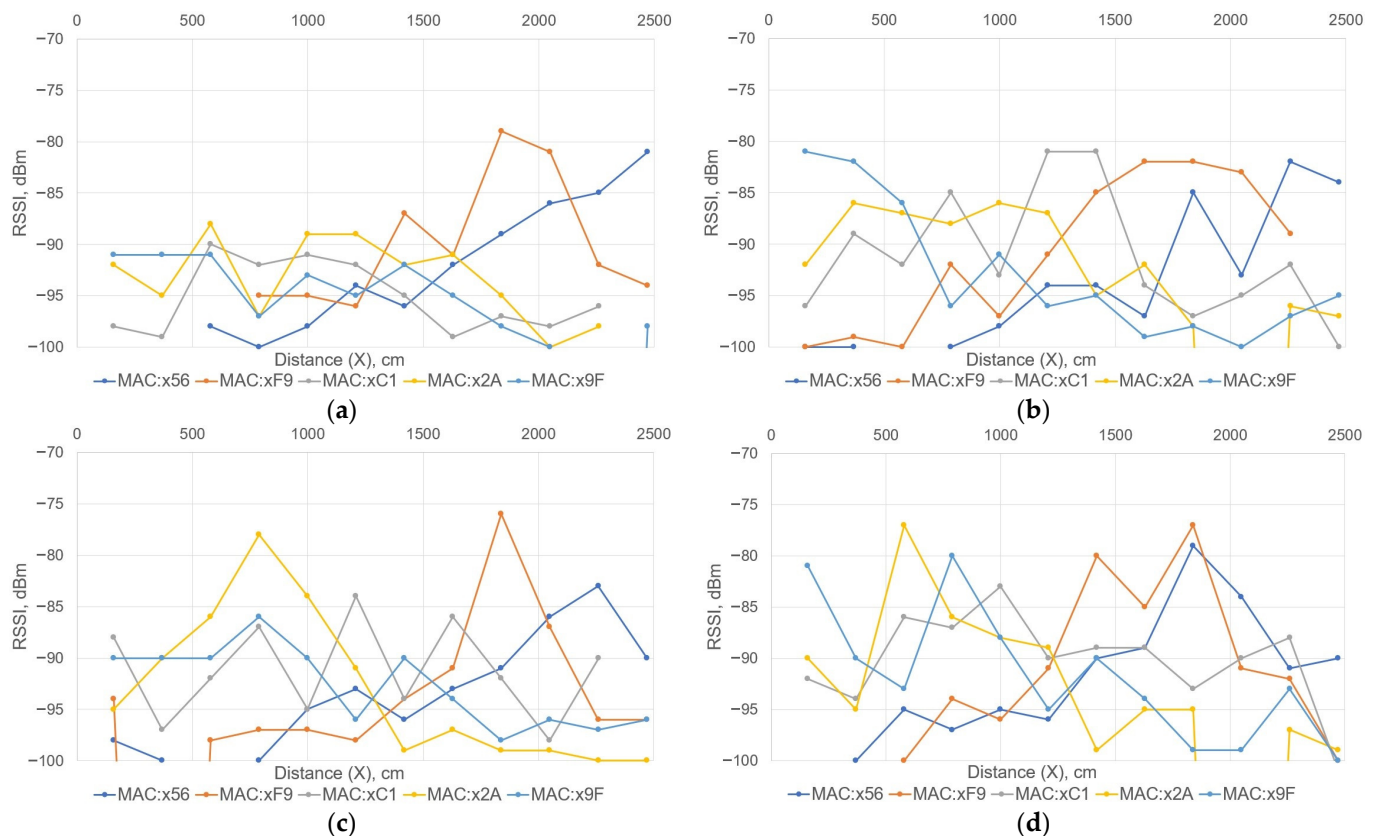 0 500 1000 1500 2000 2500
−70
−75
−80
−85
−90
−95
−100
RSSI, dBm
Distance (X), cm
MAC:x56 MAC:xF9 MAC:xC1 MAC:x2A MAC:x9F
(a)
0 500 1000 1500 2000 2500
−70
−75
−80
−85
−90
−95
−100
RSSI, dBm
Distance (X), cm
MAC:x56 MAC:xF9 MAC:xC1 MAC:x2A MAC:x9F
(b)
0 500 1000 1500 2000 2500
−70
−75
−80
−85
−90
−95
−100
RSSI, dBm
Distance (X), cm
MAC:x56 MAC:xF9 MAC:xC1 MAC:x2A MAC:x9F
(c)
0 500 1000 1500 2000 2500
−70
−75
−80
−85
−90
−95
−100
RSSI, dBm
Distance (X), cm
MAC:x56 MAC:xF9 MAC:xC1 MAC:x2A MAC:x9F
(d)